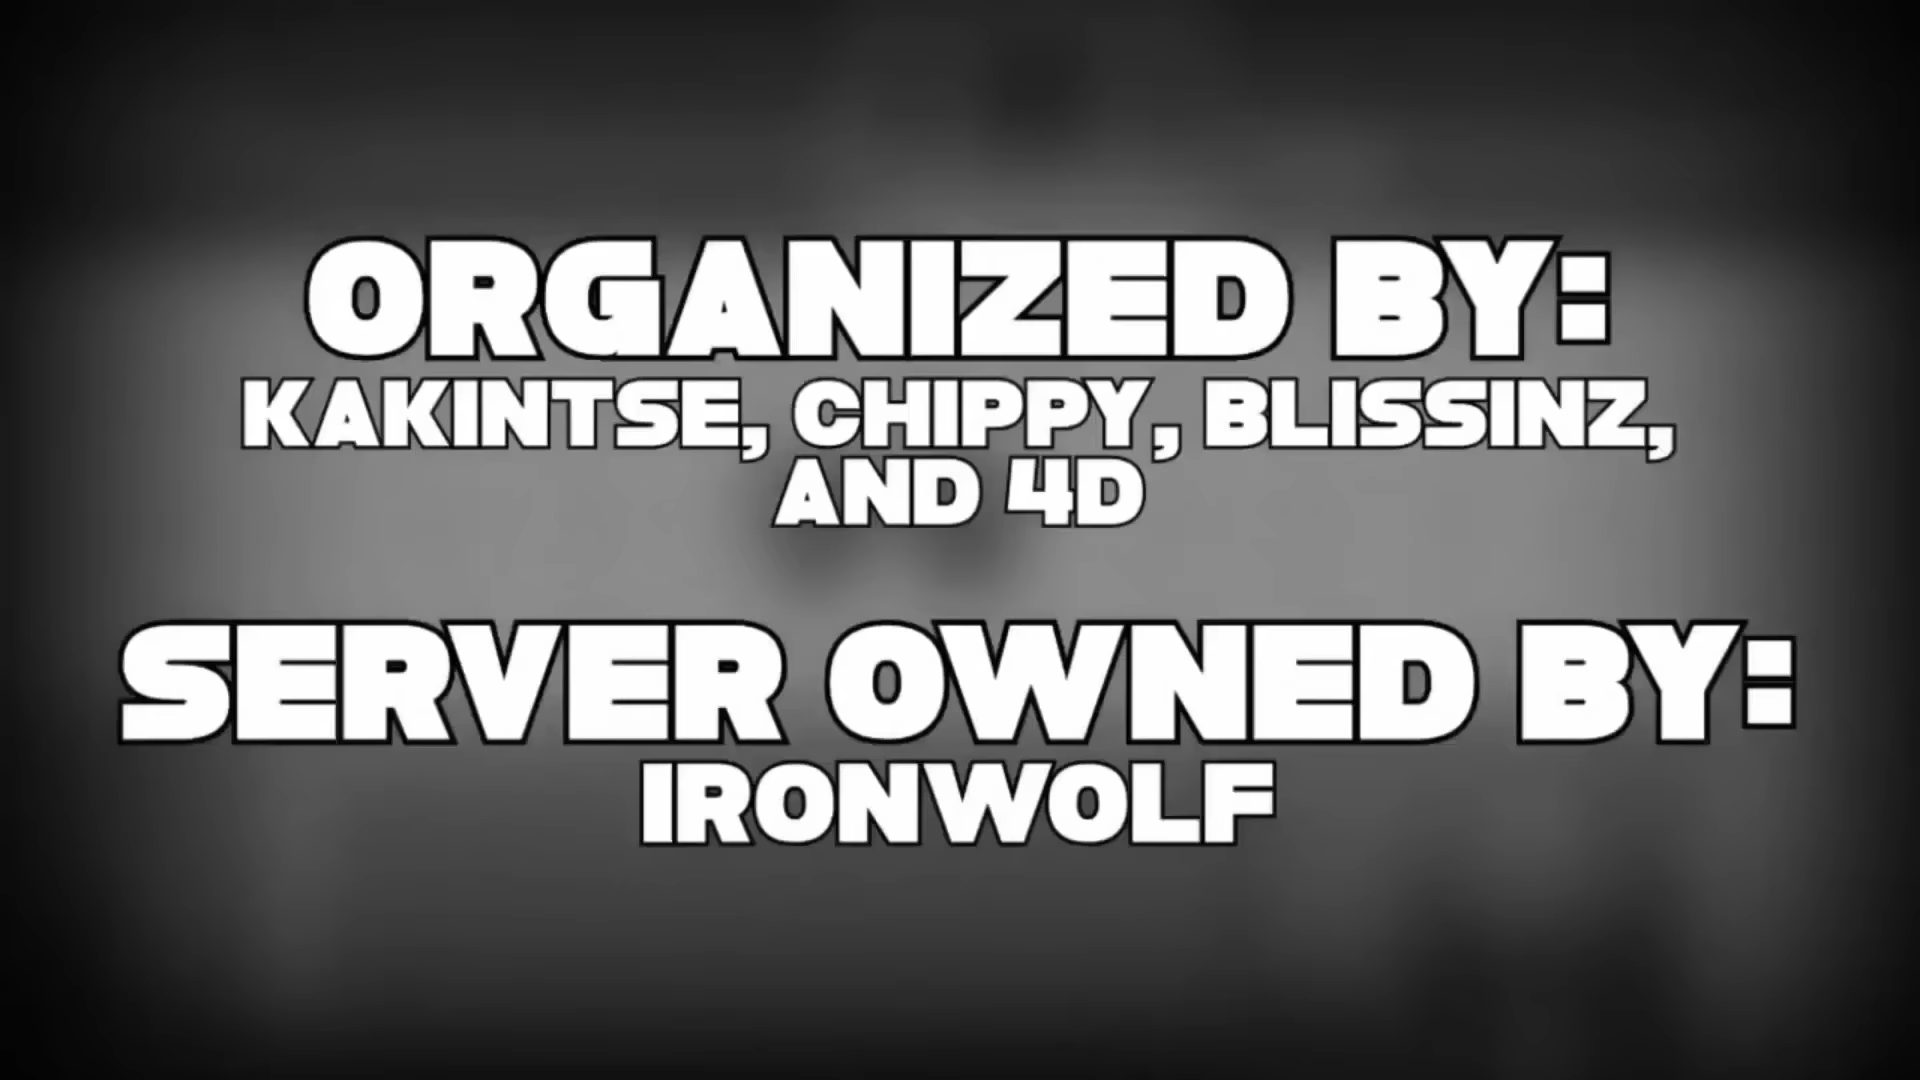 ORGANIZED BY:
KAKINTSE, CHIPPY, BLISSINZ,
AND 4D
SERVER OWNED BY:
IRONWOLF